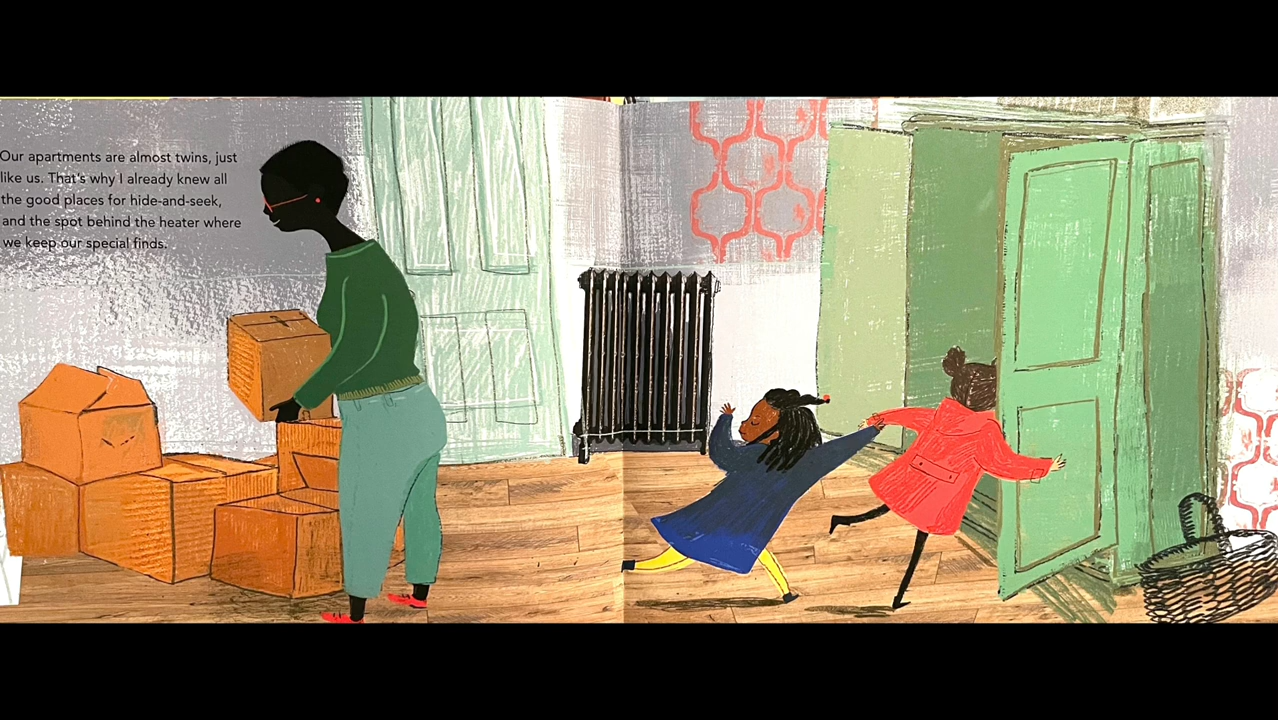 Our apartments are almost twins, just
like us. That's why I already knew all
the good places for hide-and-seek,
and the spot behind the heater where
we keep our special finds.